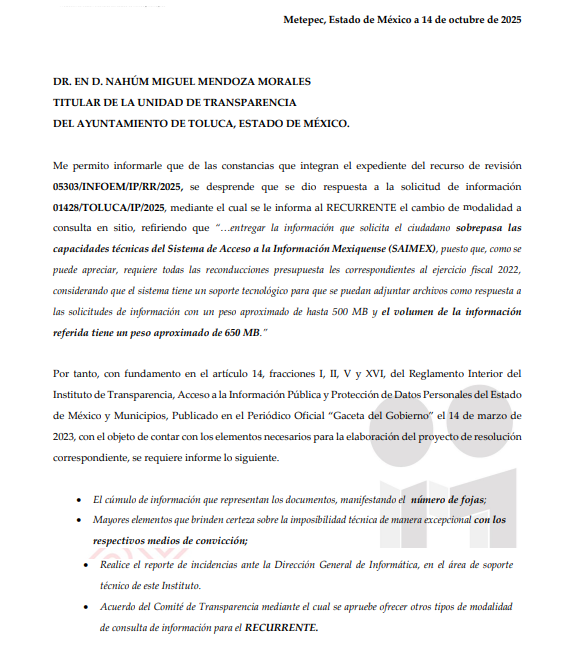 Metepec, Estado de México a 14 de octubre de 2025
DR. EN D. NAHÚM MIGUEL MENDOZA MORALES
TITULAR DE LA UNIDAD DE TRANSPARENCIA
DEL AYUNTAMIENTO DE TOLUCA, ESTADO DE MÉXICO.
Me permito informarle que de las constancias que integran el expediente del recurso de revisión
05303/INFOEM/IP/RR/2025, se desprende que se dio respuesta a la solicitud de información
01428/TOLUCA/IP/2025, mediante el cual se le informa al RECURRENTE el cambio de modalidad a
consulta en sitio, refiriendo que “…entregar la información que solicita el ciudadano sobrepasa las
capacidades técnicas del Sistema de Acceso a la Información Mexiquense (SAIMEX), puesto que, como se
puede apreciar, requiere todas las reconducciones presupuesta les correspondientes al ejercicio fiscal 2022,
considerando que el sistema tiene un soporte tecnológico para que se puedan adjuntar archivos como respuesta a
las solicitudes de información con un peso aproximado de hasta 500 MB y el volumen de la información
referida tiene un peso aproximado de 650 MB.”
Por tanto, con fundamento en el artículo 14, fracciones I, II, V y XVI, del Reglamento Interior del
Instituto de Transparencia, Acceso a la Información Pública y Protección de Datos Personales del Estado
de México y Municipios, Publicado en el Periódico Oficial “Gaceta del Gobierno” el 14 de marzo de
2023, con el objeto de contar con los elementos necesarios para la elaboración del proyecto de resolución
correspondiente, se requiere informe lo siguiente.
• El cúmulo de información que representan los documentos, manifestando el número de fojas;
• Mayores elementos que brinden certeza sobre la imposibilidad técnica de manera excepcional con los
respectivos medios de convicción;
• Realice el reporte de incidencias ante la Dirección General de Informática, en el área de soporte
técnico de este Instituto.
• Acuerdo del Comité de Transparencia mediante el cual se apruebe ofrecer otros tipos de modalidad
de consulta de información para el RECURRENTE.